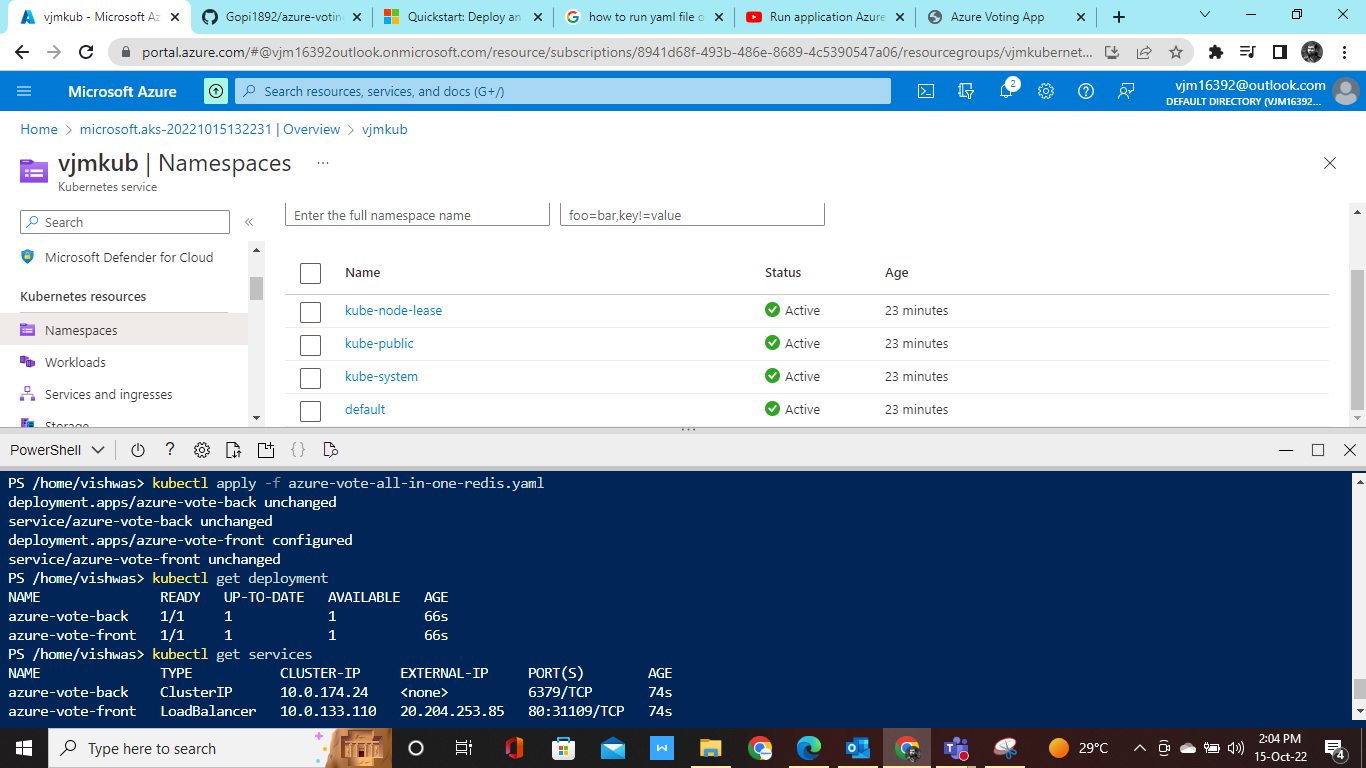 vjmkub - Microsoft Az
Gopi1892/azure-votin
Quickstart: Deploy an
how to run yaml file o
Run application Azure
Azure Voting App
portal.azure.com/#@vjm16392outlook.onmicrosoft.com/resource/subscriptions/8941d68f-493b-486e-8689-4c5390547a06/resourcegroups/vjmkubernet...
Microsoft Azure
Search resources, services, and docs (G+/)
2
vjm16392@outlook.com
DEFAULT DIRECTORY (VJM16392...
Home > microsoft.aks-20221015132231 | Overview > vjmkub
vjmkub | Namespaces ...
Kubernetes service
Search
«
Enter the full namespace name
foo=bar,key!=value
Microsoft Defender for Cloud
Kubernetes resources
Namespaces
Workloads
Services and ingresses
Storage
Name Status Age
kube-node-lease Active 23 minutes
kube-public Active 23 minutes
kube-system Active 23 minutes
default Active 23 minutes
PowerShell
?
{}
PS /home/vishwas> kubectl apply -f azure-vote-all-in-one-redis.yaml
deployment.apps/azure-vote-back unchanged
service/azure-vote-back unchanged
deployment.apps/azure-vote-front configured
service/azure-vote-front unchanged
PS /home/vishwas> kubectl get deployment
NAME READY UP-TO-DATE AVAILABLE AGE
azure-vote-back 1/1 1 1 66s
azure-vote-front 1/1 1 1 66s
PS /home/vishwas> kubectl get services
NAME TYPE CLUSTER-IP EXTERNAL-IP PORT(S) AGE
azure-vote-back ClusterIP 10.0.174.24 <none> 6379/TCP 74s
azure-vote-front LoadBalancer 10.0.133.110 20.204.253.85 80:31109/TCP 74s
Type here to search
29°C
2:04 PM
15-Oct-22
4